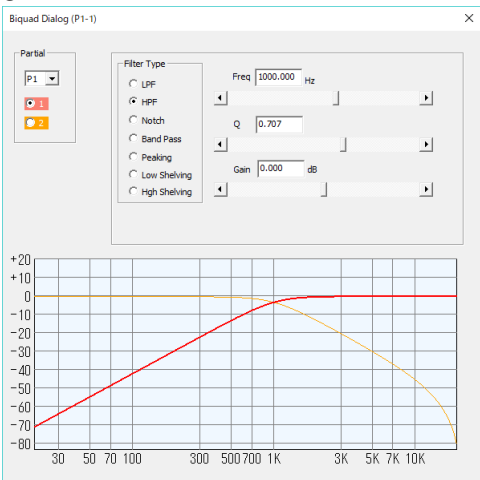 Biquad Dialog (P1-1)
Partial
P1
1
2
Filter Type
LPF
HPF
Notch
Band Pass
Peaking
Low Shelving
Hgh Shelving
Freq 1000.000 Hz
Q 0.707
Gain 0.000 dB
+20
+10
0
-10
-20
-30
-40
-50
-60
-70
-80
30 50 70 100 300 500 700 1K 3K 5K 7K 10K